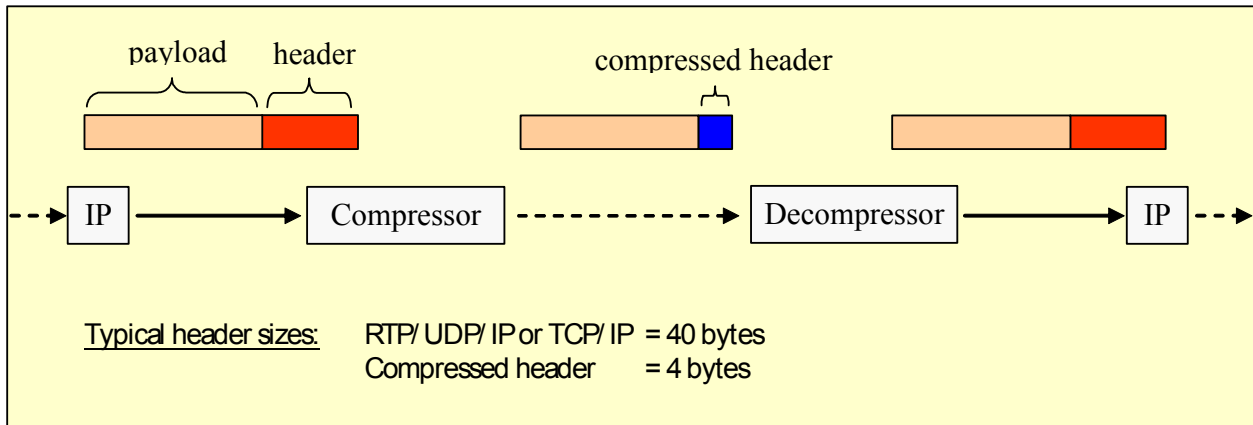 payload
header
compressed header
IP
Compressor
Decompressor
IP
Typical header sizes: RTP/ UDP/ IP or TCP/ IP = 40 bytes
Compressed header = 4 bytes